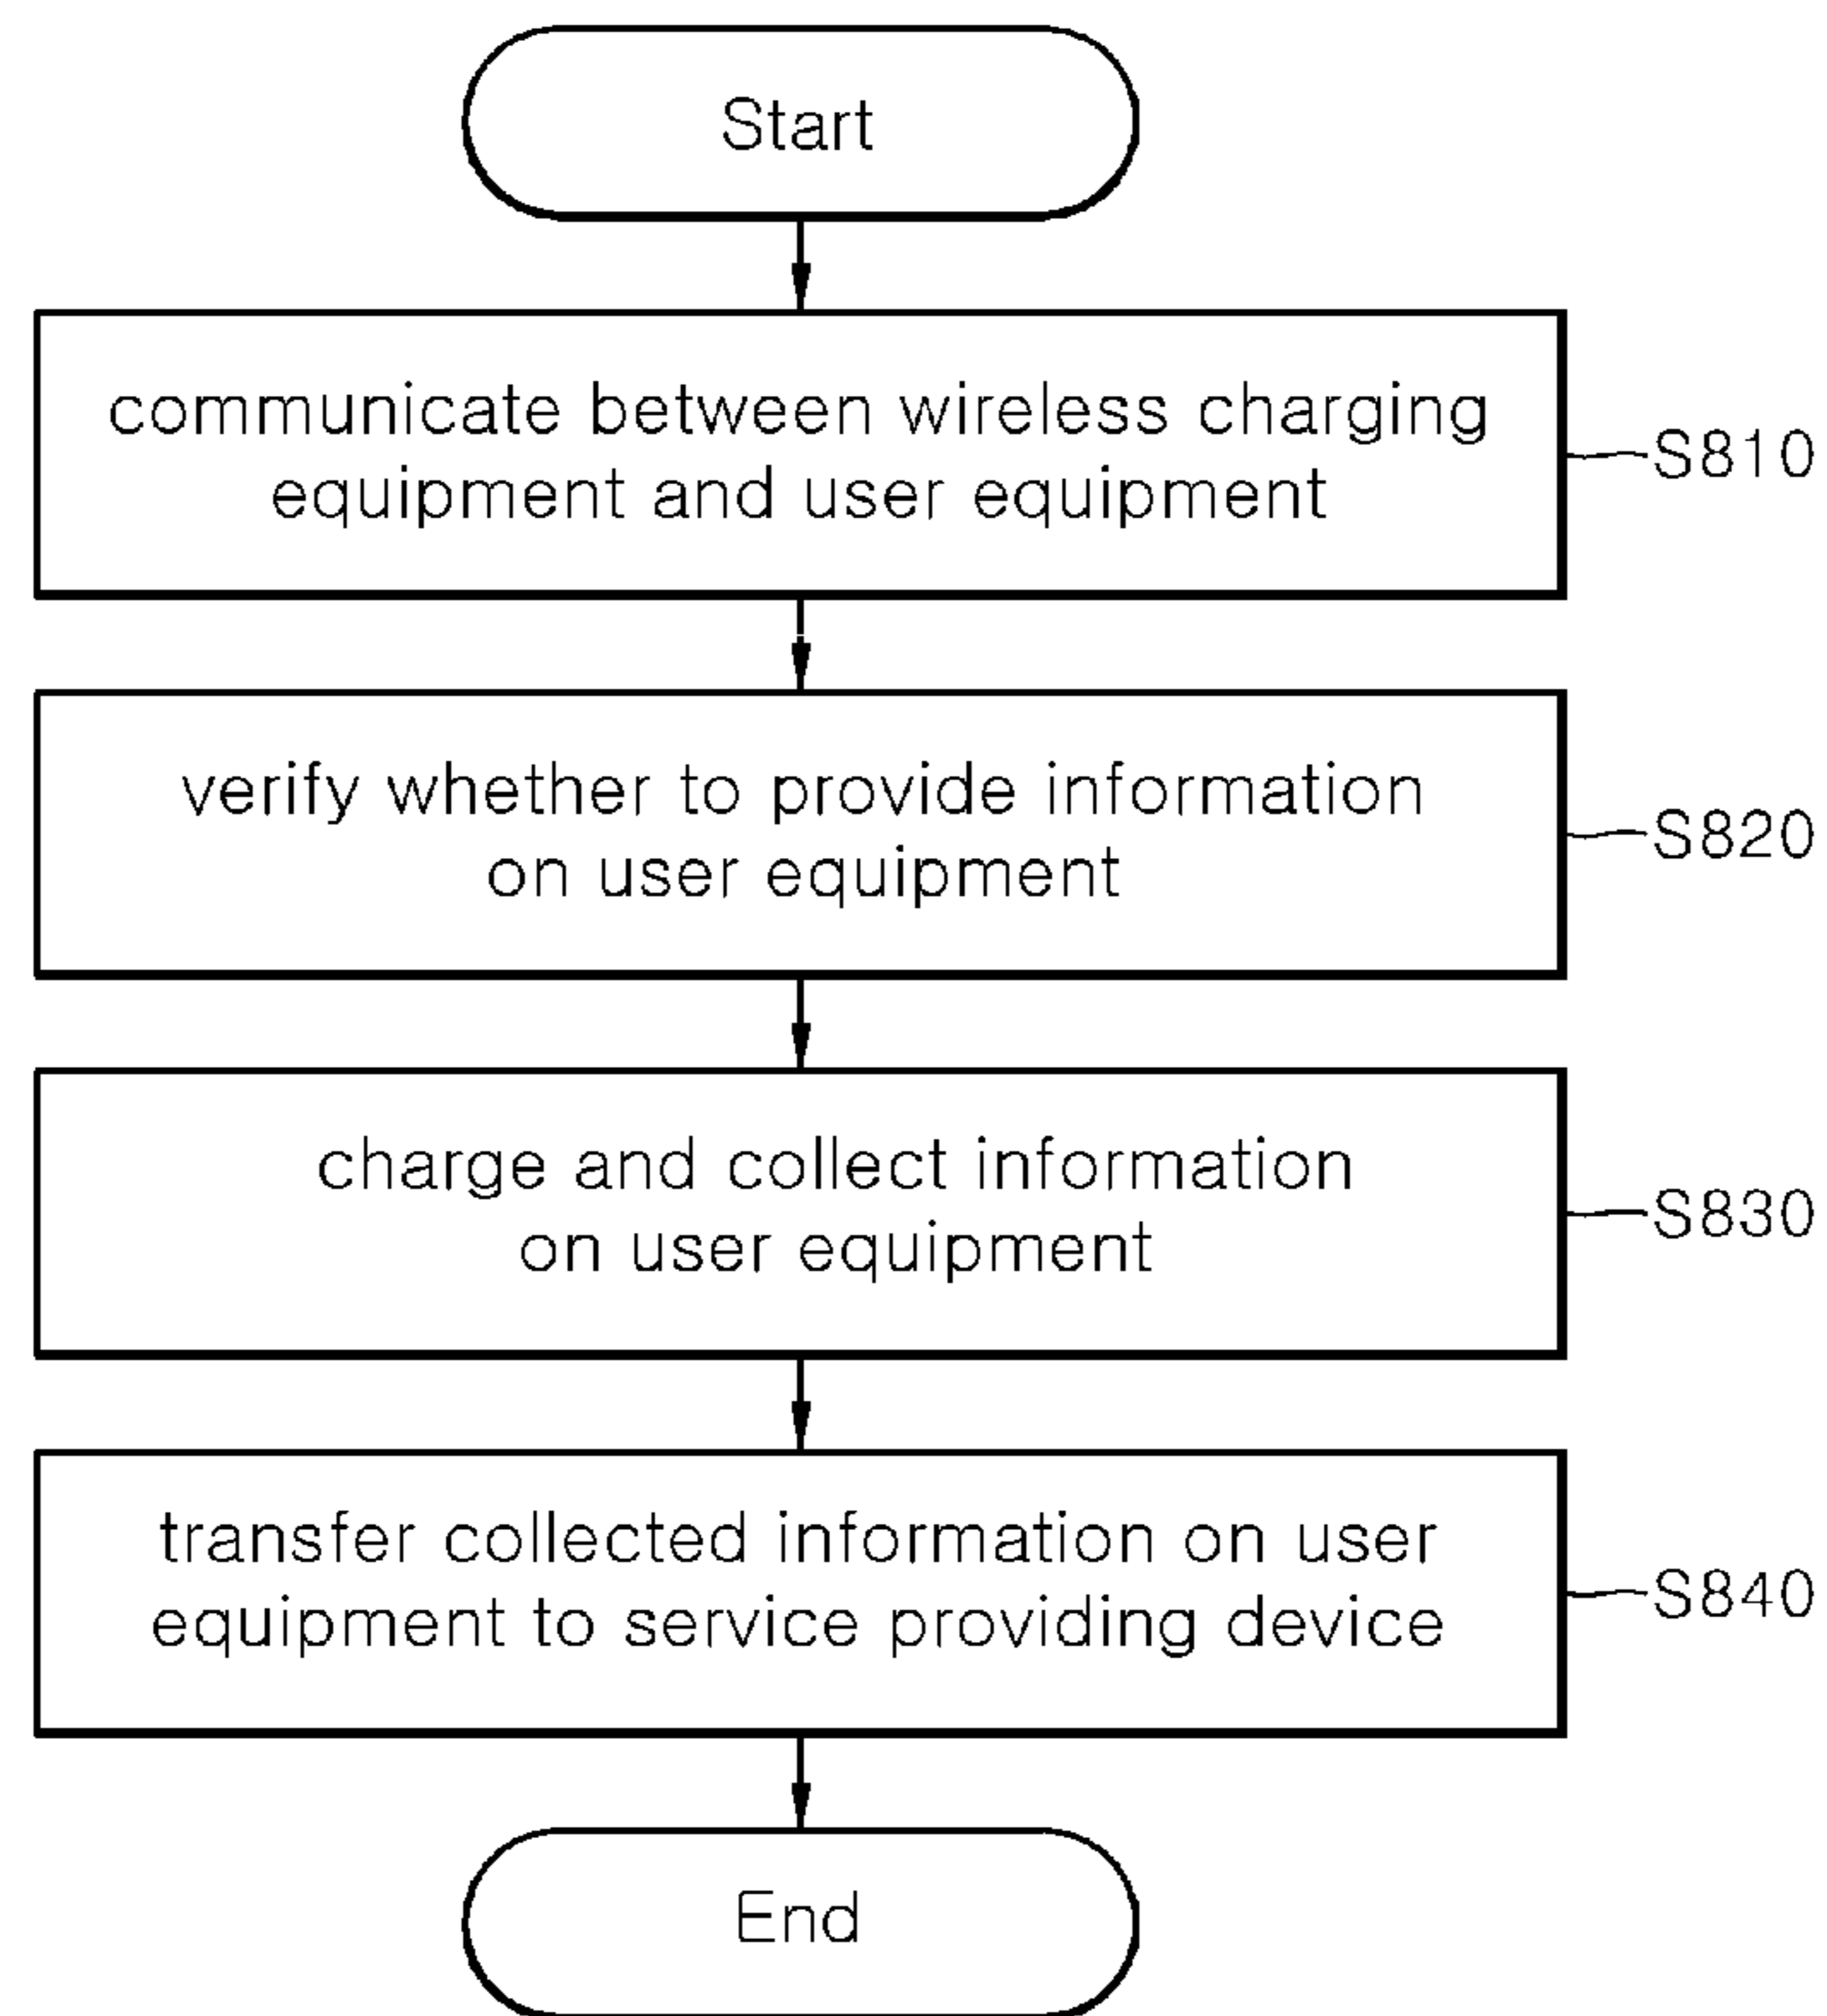 Start
communicate between wireless charging
equipment and user equipment
S810
verify whether to provide information
on user equipment
S820
charge and collect information
on user equipment
S830
transfer collected information on user
equipment to service providing device
S840
End